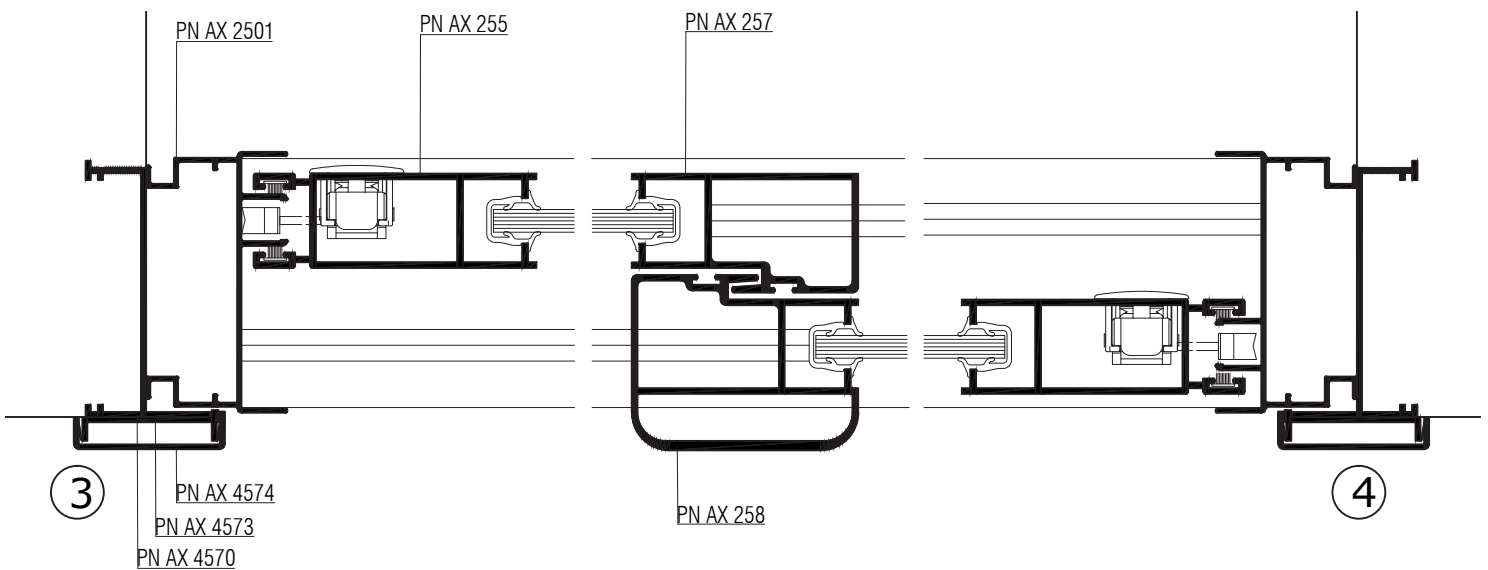 PN AX 2501
PN AX 255
PN AX 257
3
4
PN AX 4574
PN AX 4573
PN AX 4570
PN AX 258